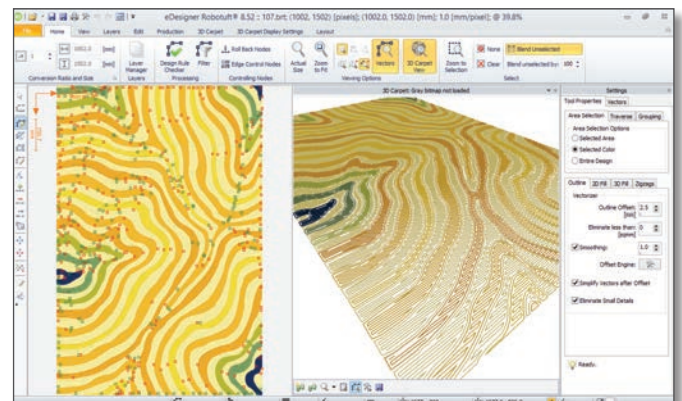 eDesigner Robotuft® 8.52 :: 107.brt: (1002, 1502) [pixels]; (1002.0, 1502.0) [mm]; 1.0 [mm/pixel]; @ 39.8%
File Home View Layers Edit Production 3D Carpet 3D Carpet Display Settings Layout
1002.0 [mm]
1502.0 [mm]
Conversion Ratio and Size
Layer Manager
Layers
Design Rule Checker
Filter
Processing
Roll Back Nodes
Edge Control Nodes
Controlling Nodes
Actual Size
Zoom to Fit
Vectors
3D Carpet View
Viewing Options
Zoom to Selection
None
Clear
Blend Unselected
Blend unselected by: 100
Select
3D Carpet: Grey bitmap not loaded
Settings
Tool Properties Vectors
Area Selection Traverse Grouping
Area Selection Options
Selected Area
Selected Color
Entire Design
Outline 2D Fill 3D Fill Zigzags
Vectorizer
Outline Offset: 2.5
[mm]
Eliminate less then: 0
[sqmm]
Smoothing: 1.0
Offset Engine:
Simplify Vectors after Offset
Eliminate Small Details
Ready.